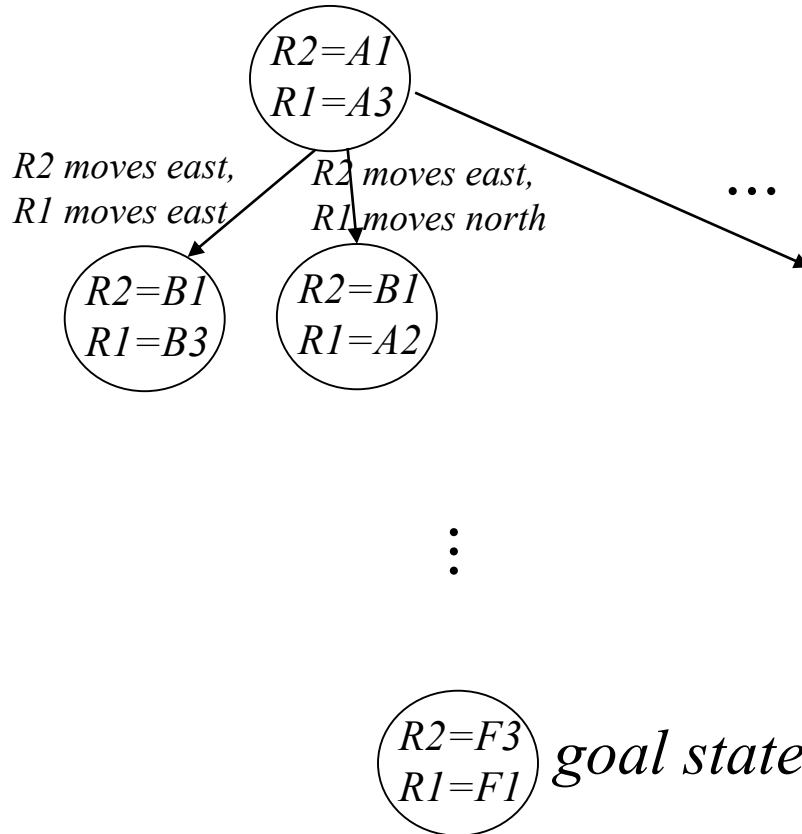 R2=A1
R1=A3
R2 moves east,
R1 moves east
R2 moves east,
R1 moves north
...
R2=B1
R1=B3
R2=B1
R1=A2
⋮
R2=F3
R1=F1
goal state